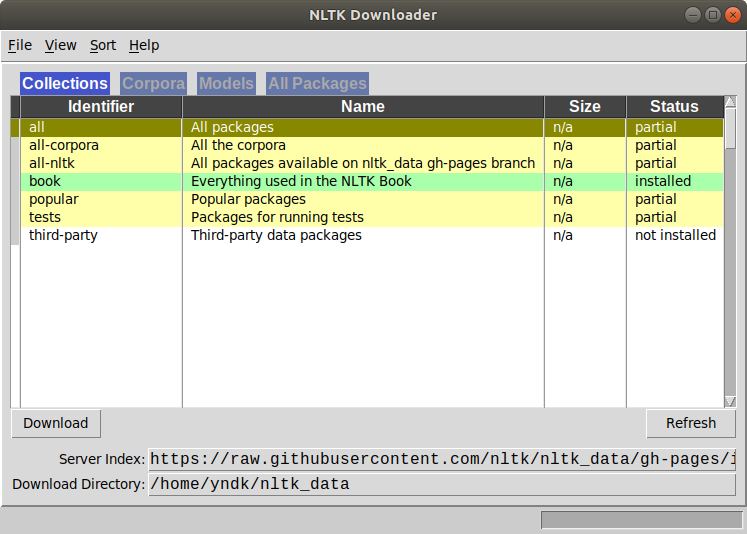 NLTK Downloader
File View Sort Help
Collections Corpora Models All Packages
Identifier Name Size Status
all All packages n/a partial
all-corpora All the corpora n/a partial
all-nltk All packages available on nltk_data gh-pages branch n/a partial
book Everything used in the NLTK Book n/a installed
popular Popular packages n/a partial
tests Packages for running tests n/a partial
third-party Third-party data packages n/a not installed
Download Refresh
Server Index: https://raw.githubusercontent.com/nltk/nltk_data/gh-pages/i
Download Directory: /home/yndk/nltk_data